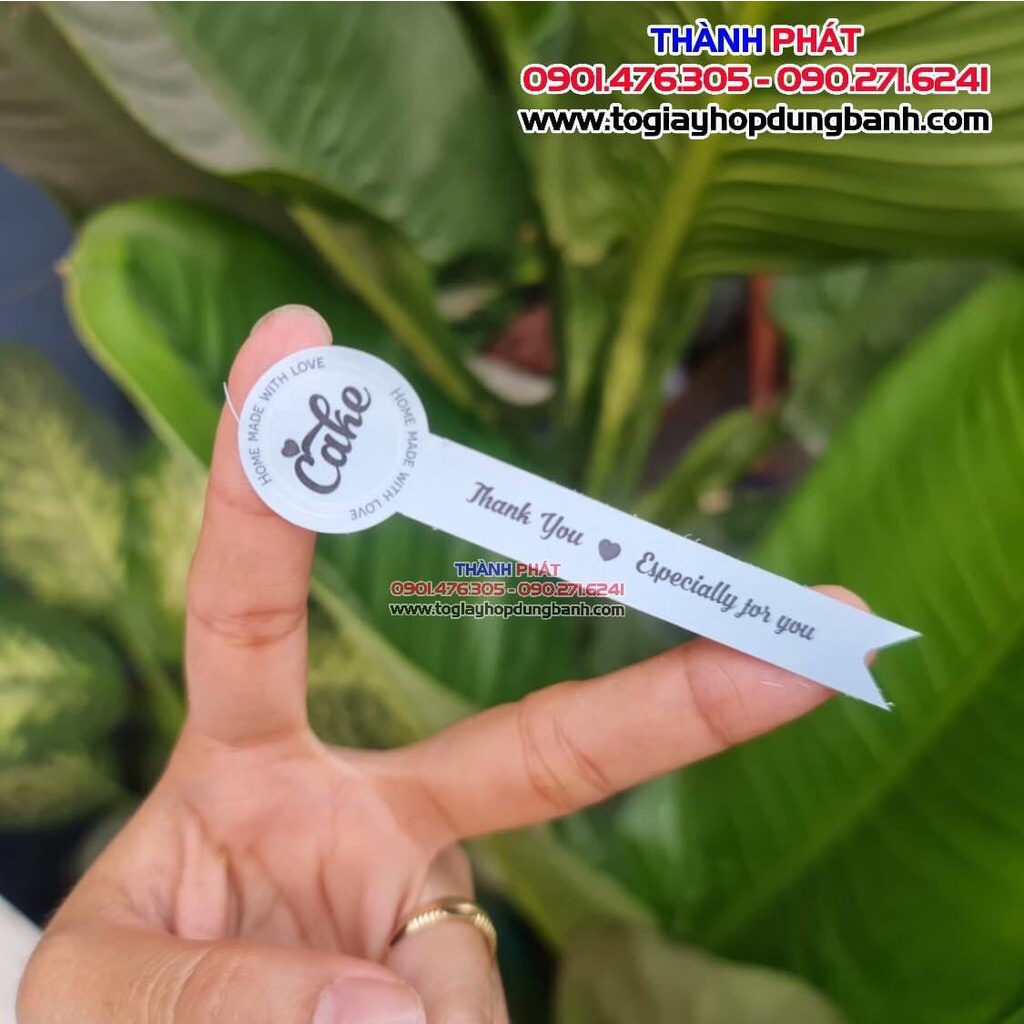 THÀNH PHÁT
0901.476.305 - 090.271.6241
www.togiayhopdungbanh.com
HOME MADE WITH LOVE
Cake
HOME MADE WITH LOVE
Thank You ♥ Especially for you
THÀNH PHÁT
0901.476.305 - 090.271.6241
www.togiayhopdungbanh.com